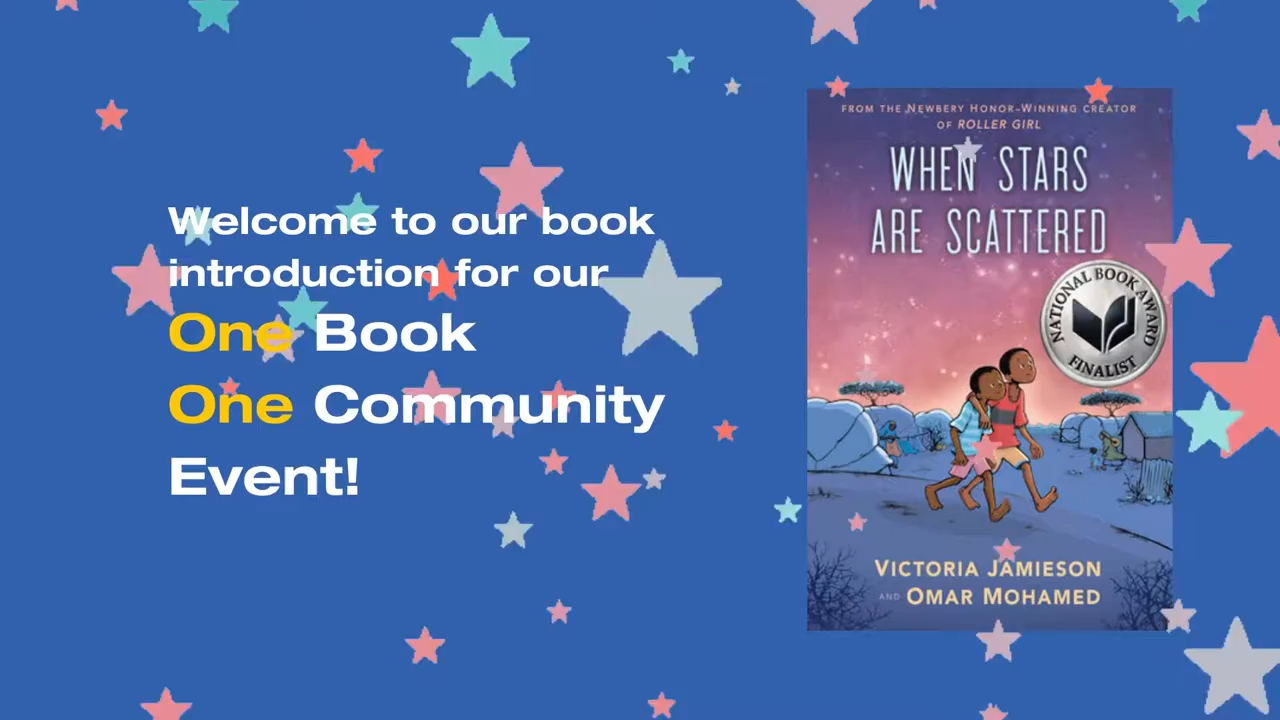 Welcome to our book
introduction for our
One Book
One Community
Event!
FROM THE NEWBERY HONOR-WINNING CREATOR
OF ROLLER GIRL
WHEN STARS
ARE SCATTERED
NATIONAL BOOK AWARD
FINALIST
VICTORIA JAMIESON
AND OMAR MOHAMED